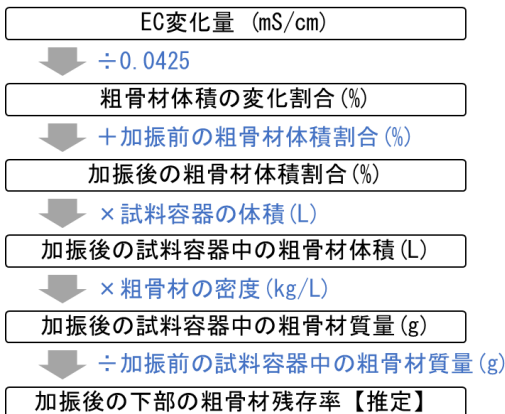 EC変化量 (mS/cm)
÷0.0425
粗骨材体積の変化割合(%)
+加振前の粗骨材体積割合(%)
加振後の粗骨材体積割合(%)
×試料容器の体積(L)
加振後の試料容器中の粗骨材体積(L)
×粗骨材の密度(kg/L)
加振後の試料容器中の粗骨材質量(g)
÷加振前の試料容器中の粗骨材質量(g)
加振後の下部の粗骨材残存率【推定】